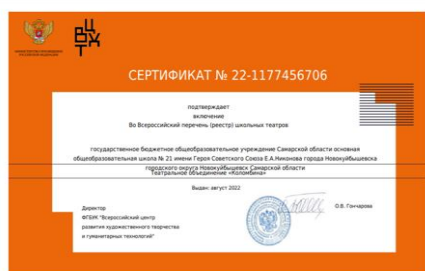 ВЦ
ХТ
СЕРТИФИКАТ № 22-1177456706
подтверждает
включение
Во Всероссийский перечень (реестр) школьных театров
государственное бюджетное общеобразовательное учреждение Самарской области основная
общеобразовательная школа № 21 имени Героя Советского Союза Е.А.Никонова города Новокуйбышевска
городского округа Новокуйбышевск Самарской области
Театральное объединение «Коломбина»
Выдан: август 2022
Директор
ФГБУК "Всероссийский центр
развития художественного творчества
и гуманитарных технологий"
О.В. Гончарова